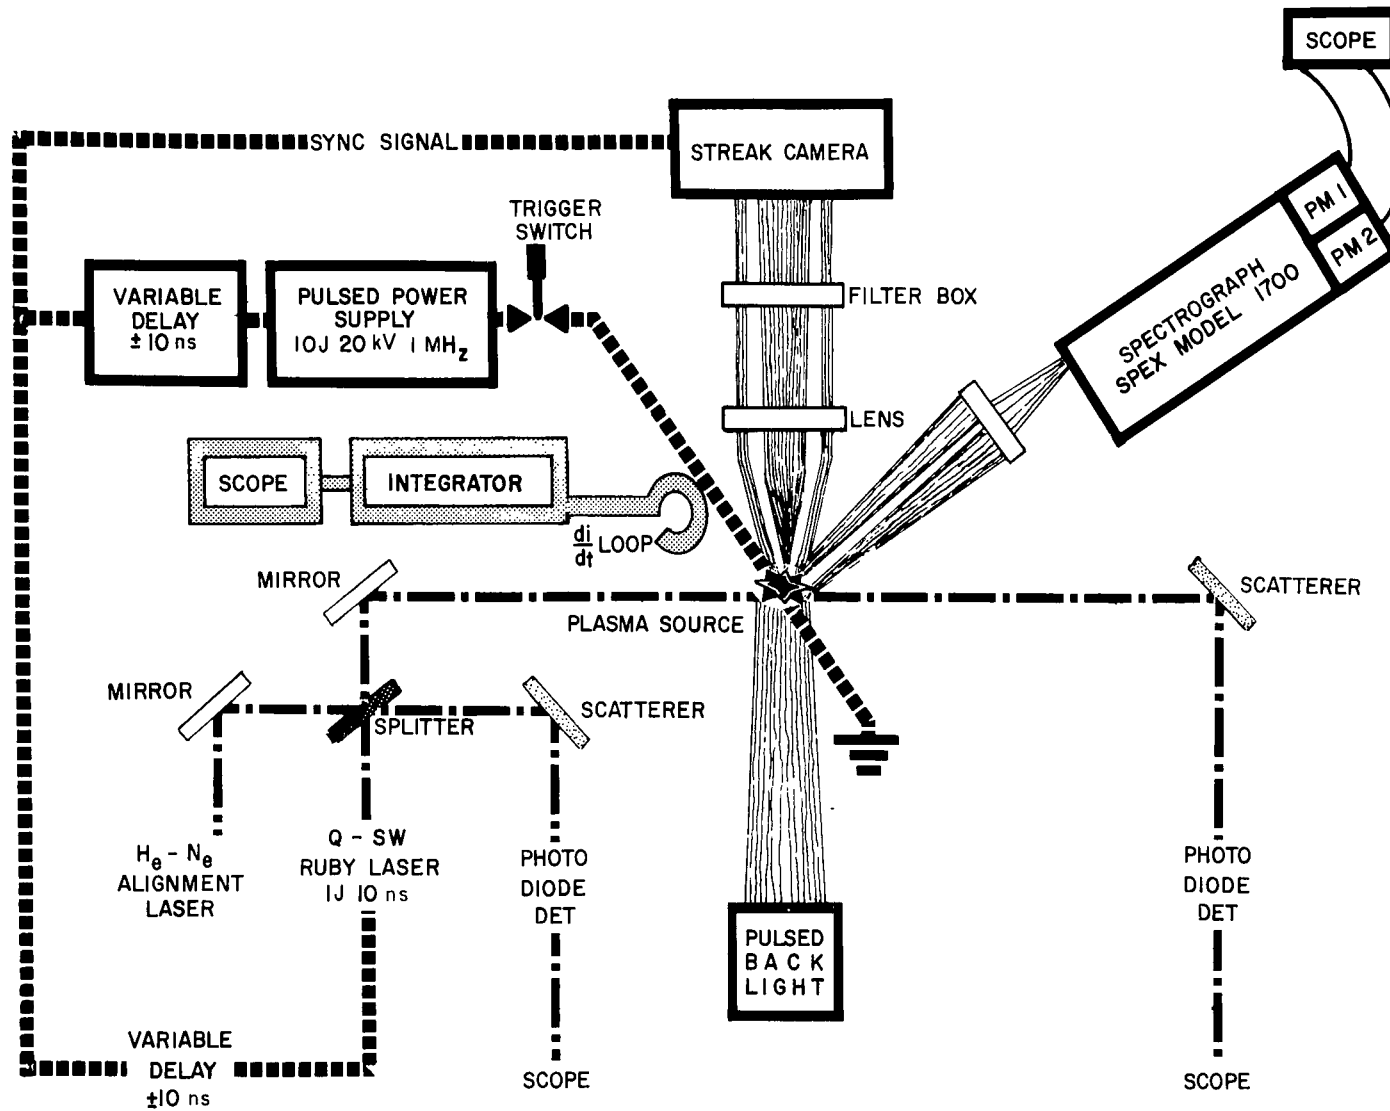 SCOPE
SYNC SIGNAL
STREAK CAMERA
PM 1
PM 2
TRIGGER
SWITCH
SPECTROGRAPH
SPEX MODEL 1700
VARIABLE
DELAY
±10 ns
PULSED POWER
SUPPLY
10J 20 kV 1 MHz
FILTER BOX
LENS
SCOPE
INTEGRATOR
di/dt LOOP
MIRROR
SCATTERER
PLASMA SOURCE
MIRROR
SPLITTER
SCATTERER
He - Ne
ALIGNMENT
LASER
Q - SW
RUBY LASER
1J 10 ns
PHOTO
DIODE
DET
PHOTO
DIODE
DET
PULSED
BACK
LIGHT
VARIABLE
DELAY
±10 ns
SCOPE
SCOPE